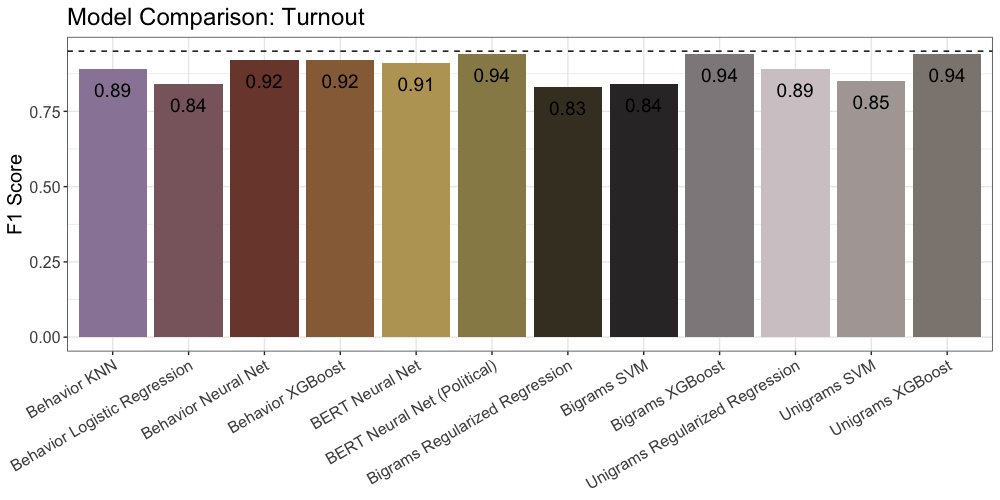 Model Comparison: Turnout
F1 Score
0.75
0.50
0.25
0.00
0.89
0.84
0.92
0.92
0.91
0.94
0.83
0.84
0.94
0.89
0.85
0.94
Behavior KNN
Behavior Logistic Regression
Behavior Neural Net
Behavior XGBoost
BERT Neural Net
BERT Neural Net (Political)
Bigrams Regularized Regression
Bigrams SVM
Bigrams XGBoost
Unigrams Regularized Regression
Unigrams SVM
Unigrams XGBoost